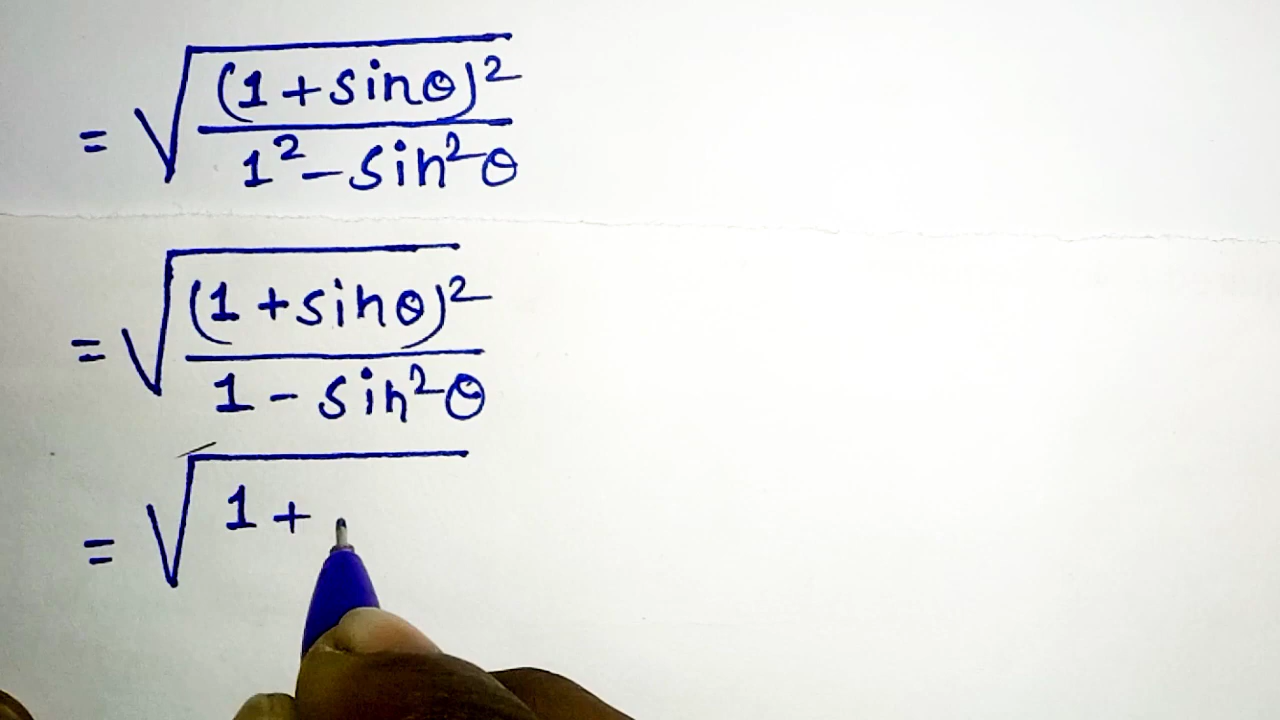 = √((1 + sinθ)² / (1² - sin²θ))
= √((1 + sinθ)² / (1 - sin²θ))
= √(1 +